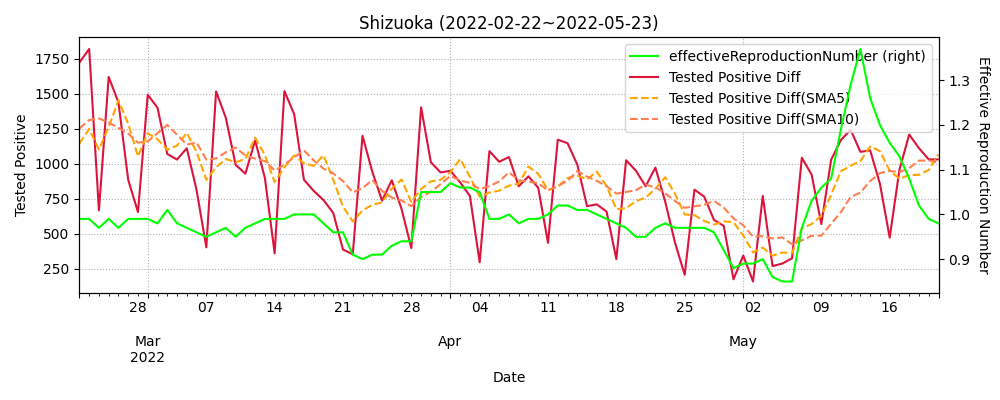 Shizuoka (2022-02-22~2022-05-23)
effectiveReproductionNumber (right)
Tested Positive Diff
Tested Positive Diff(SMA5)
Tested Positive Diff(SMA10)
Tested Positive
1750
1500
1250
1000
750
500
250
Effective Reproduction Number
1.3
1.2
1.1
1.0
0.9
28 07 14 21 28 04 11 18 25 02 09 16
Mar Apr May
2022
Date